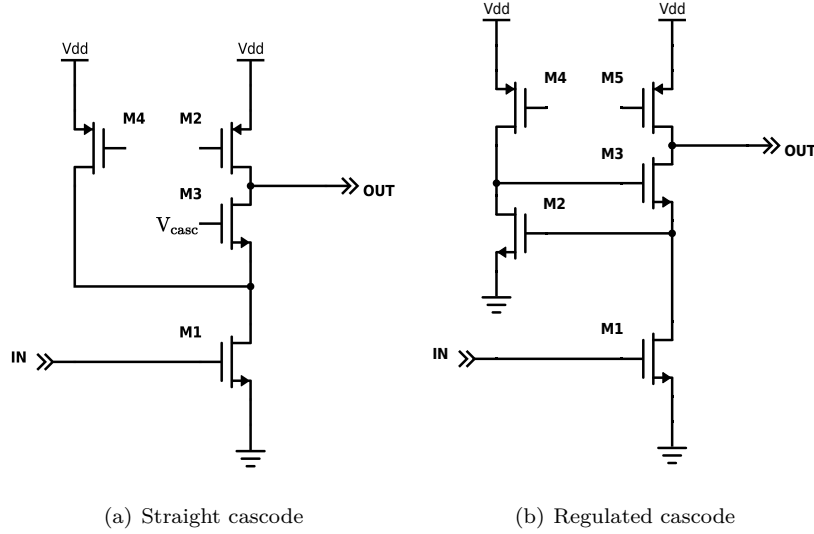 Vdd
Vdd
M4
M2
M3
OUT
Vcasc
M1
IN
(a) Straight cascode
Vdd
Vdd
M4
M5
M3
OUT
M2
M1
IN
(b) Regulated cascode